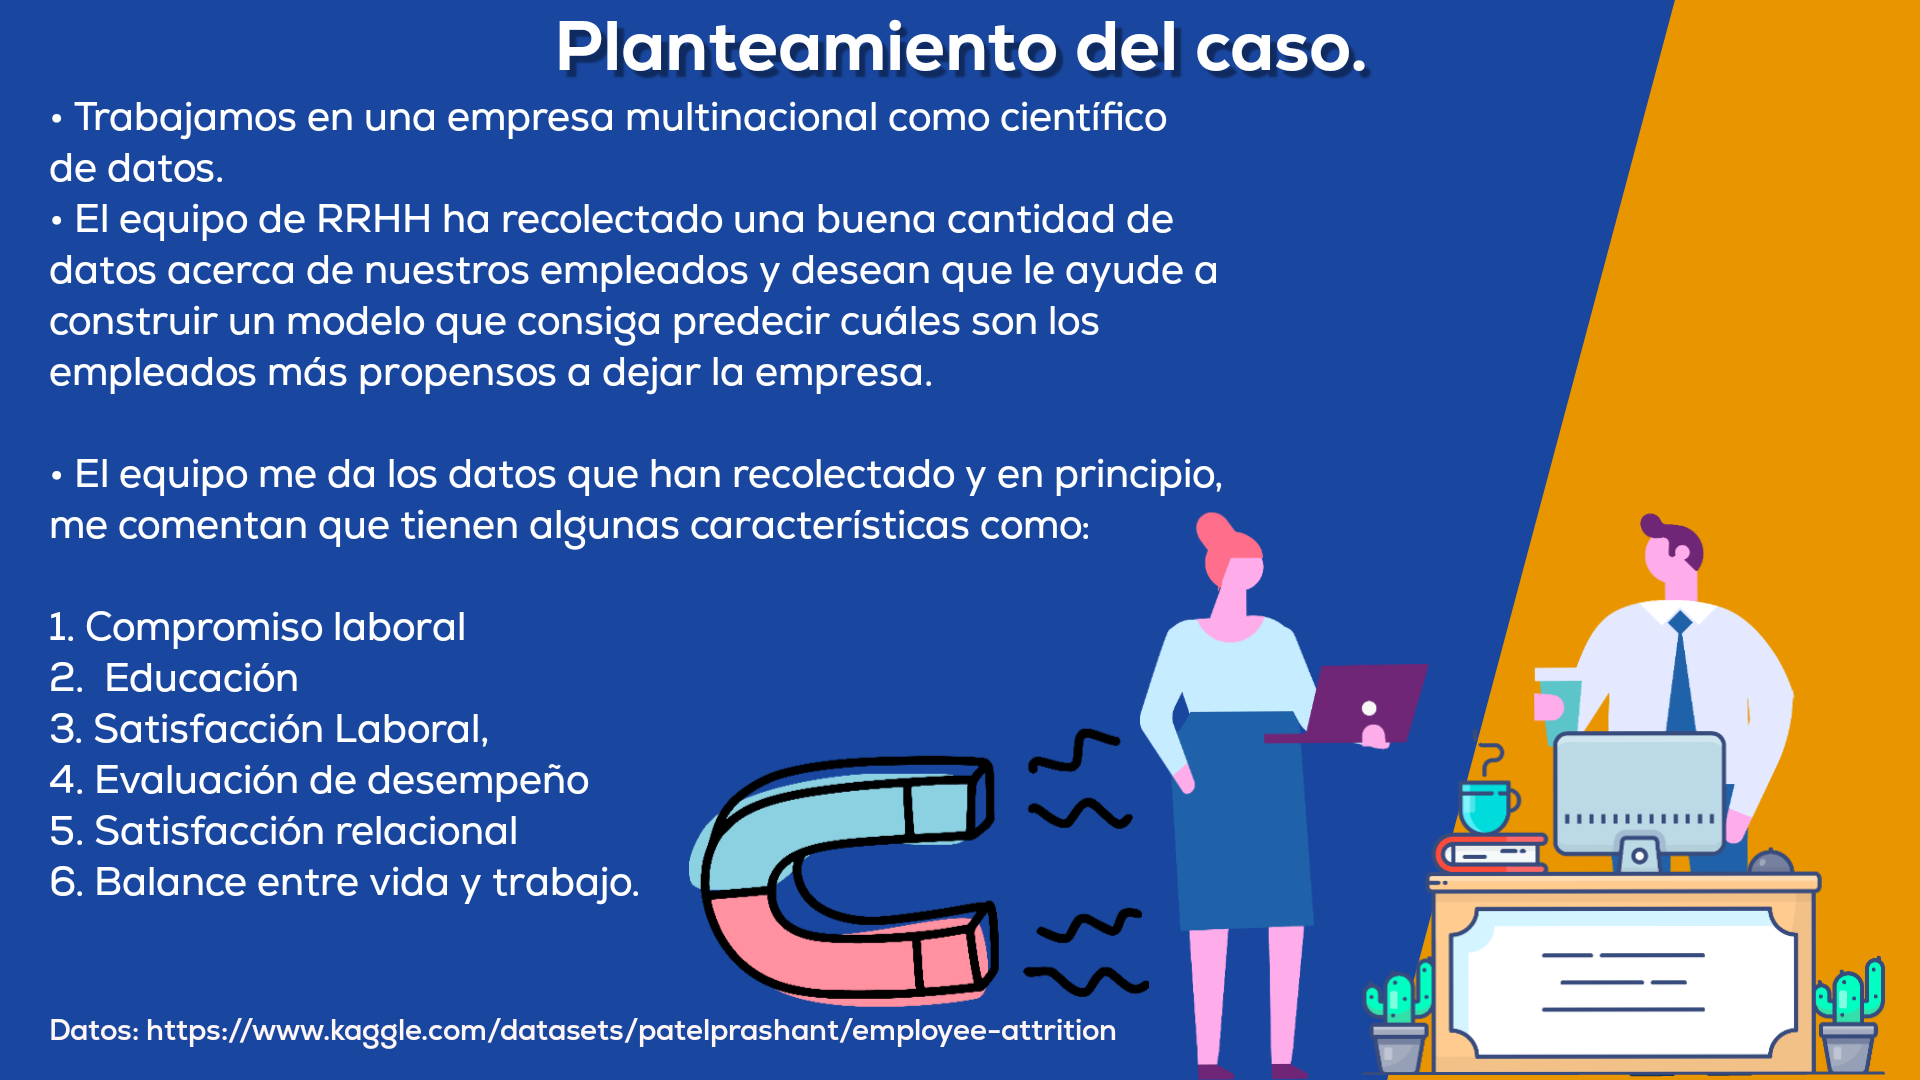 Planteamiento del caso.
• Trabajamos en una empresa multinacional como científico
de datos.
• El equipo de RRHH ha recolectado una buena cantidad de
datos acerca de nuestros empleados y desean que le ayude a
construir un modelo que consiga predecir cuáles son los
empleados más propensos a dejar la empresa.
• El equipo me da los datos que han recolectado y en principio,
me comentan que tienen algunas características como:
1. Compromiso laboral
2.  Educación
3. Satisfacción Laboral,
4. Evaluación de desempeño
5. Satisfacción relacional
6. Balance entre vida y trabajo.
Datos: https://www.kaggle.com/datasets/patelprashant/employee-attrition